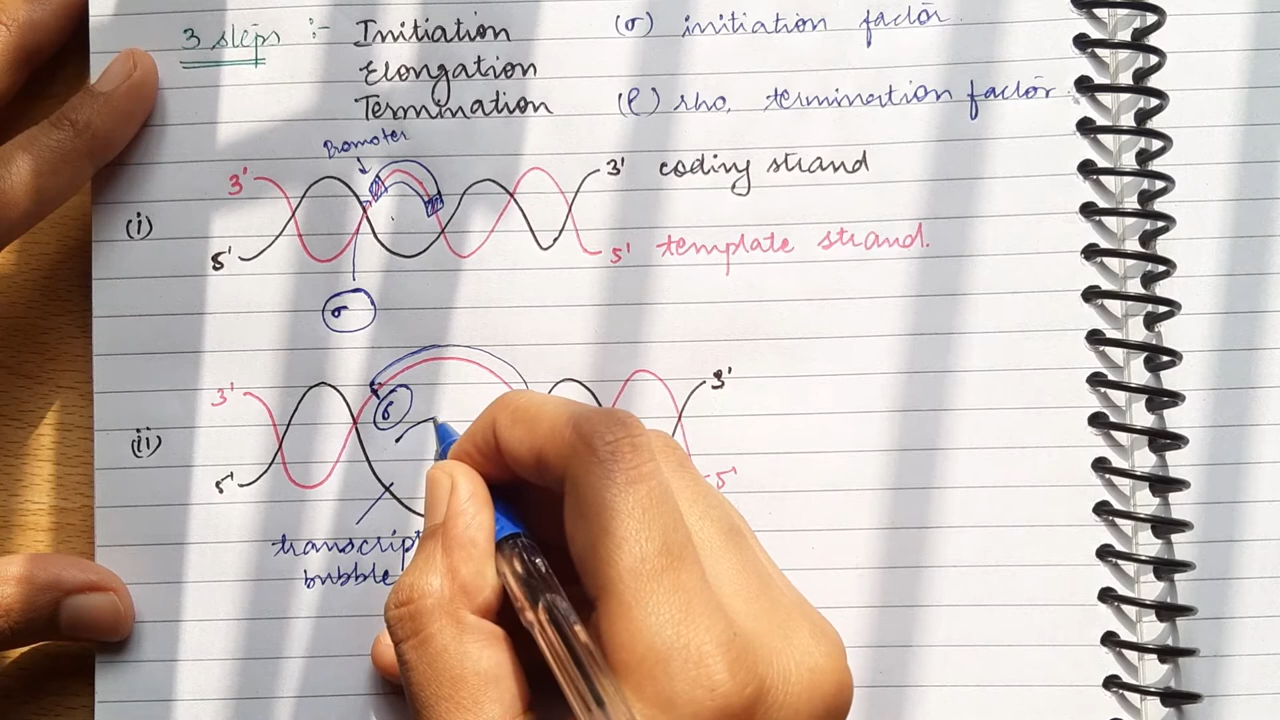 3 steps :- Initiation (σ) initiation factor.
Elongation
Termination (ρ) rho, termination factor.
Promoter
3' 3' coding strand
(i)
5' 5' template strand.
σ
3' 3'
σ
(ii)
5' 5'
bubble